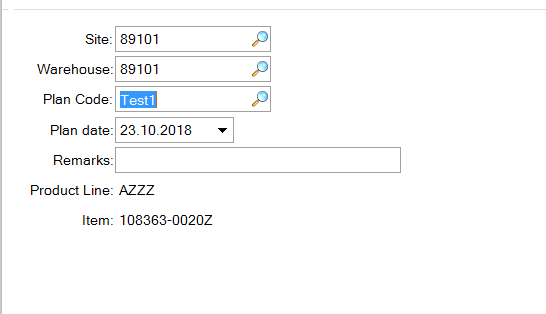 Site: 89101
Warehouse: 89101
Plan Code: Test1
Plan date: 23.10.2018
Remarks:
Product Line: AZZZ
Item: 108363-0020Z